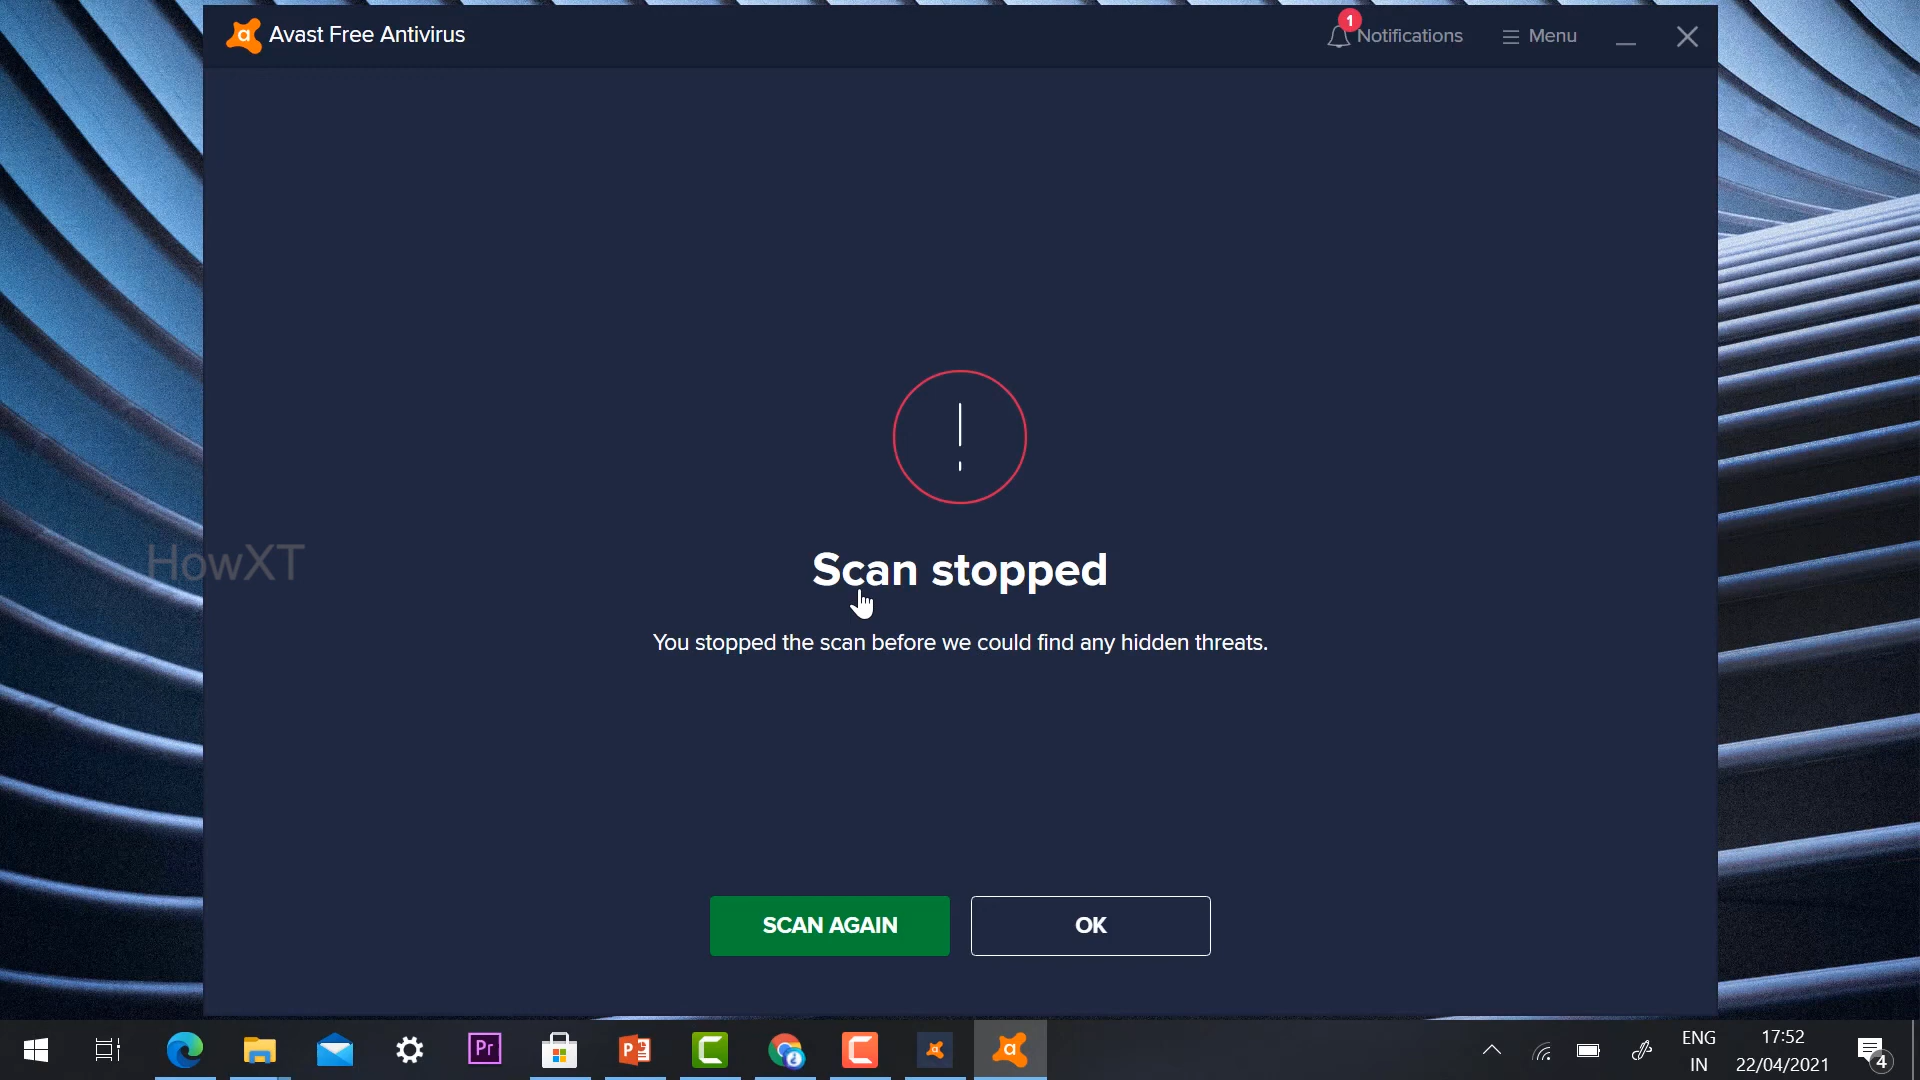 Avast Free Antivirus
1
Notifications
Menu
HowXT
Scan stopped
You stopped the scan before we could find any hidden threats.
SCAN AGAIN
OK
Pr
ENG
IN
17:52
22/04/2021
4